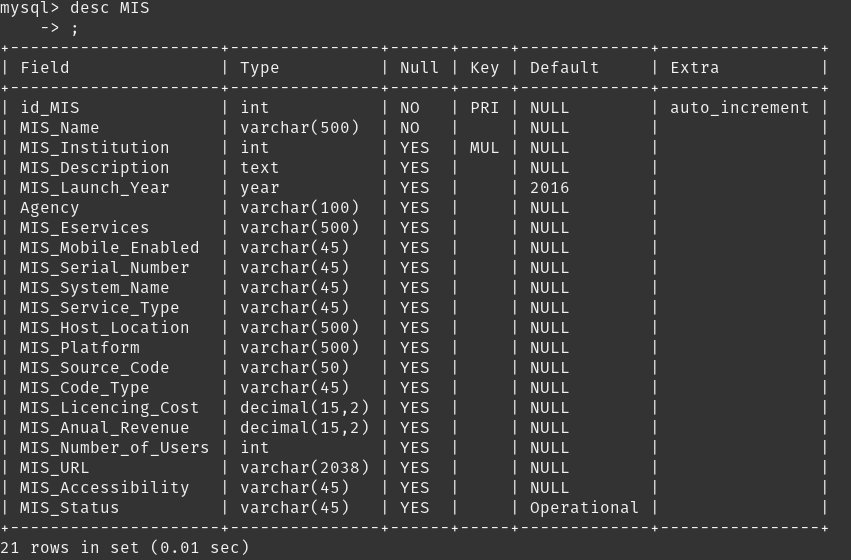 mysql> desc MIS
    -> ;
+---------------------+---------------+------+-----+-------------+----------------+
| Field               | Type          | Null | Key | Default     | Extra          |
+---------------------+---------------+------+-----+-------------+----------------+
| id_MIS              | int           | NO   | PRI | NULL        | auto_increment |
| MIS_Name            | varchar(500)  | NO   |     | NULL        |                |
| MIS_Institution     | int           | YES  | MUL | NULL        |                |
| MIS_Description     | text          | YES  |     | NULL        |                |
| MIS_Launch_Year     | year          | YES  |     | 2016        |                |
| Agency              | varchar(100)  | YES  |     | NULL        |                |
| MIS_Eservices       | varchar(500)  | YES  |     | NULL        |                |
| MIS_Mobile_Enabled  | varchar(45)   | YES  |     | NULL        |                |
| MIS_Serial_Number   | varchar(45)   | YES  |     | NULL        |                |
| MIS_System_Name     | varchar(45)   | YES  |     | NULL        |                |
| MIS_Service_Type    | varchar(45)   | YES  |     | NULL        |                |
| MIS_Host_Location   | varchar(500)  | YES  |     | NULL        |                |
| MIS_Platform        | varchar(500)  | YES  |     | NULL        |                |
| MIS_Source_Code     | varchar(50)   | YES  |     | NULL        |                |
| MIS_Code_Type       | varchar(45)   | YES  |     | NULL        |                |
| MIS_Licencing_Cost  | decimal(15,2) | YES  |     | NULL        |                |
| MIS_Anual_Revenue   | decimal(15,2) | YES  |     | NULL        |                |
| MIS_Number_of_Users | int           | YES  |     | NULL        |                |
| MIS_URL             | varchar(2038) | YES  |     | NULL        |                |
| MIS_Accessibility   | varchar(45)   | YES  |     | NULL        |                |
| MIS_Status          | varchar(45)   | YES  |     | Operational |                |
+---------------------+---------------+------+-----+-------------+----------------+
21 rows in set (0.01 sec)